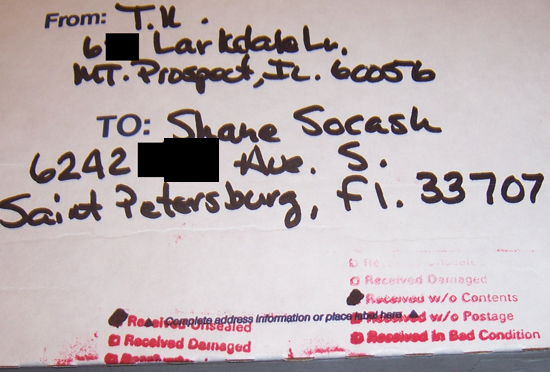 From: T.K.
6 Larkdale Ln.
MT. Prospect, IL. 60056
TO: Shane Socash
6242 Ave. S.
Saint Petersburg, Fl. 33707
Received Damaged
Received w/o Contents
Received Unsealed
Complete address information or place label here
Received w/o Postage
Received Damaged
Received In Bad Condition